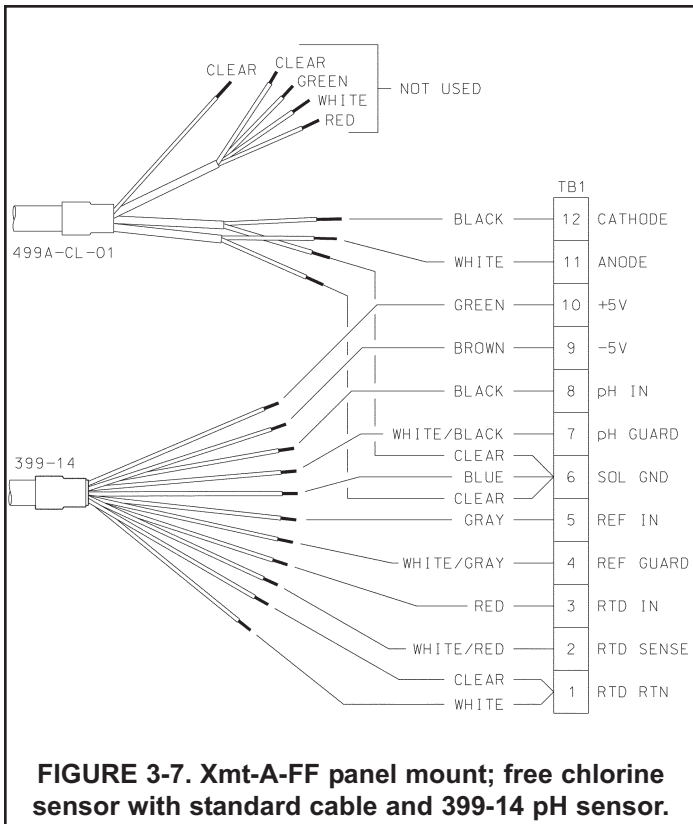 CLEAR
CLEAR
GREEN
WHITE
RED
NOT USED
499A-CL-01
TB1
BLACK 12 CATHODE
WHITE 11 ANODE
GREEN 10 +5V
BROWN 9 -5V
BLACK 8 pH IN
WHITE/BLACK 7 pH GUARD
CLEAR
BLUE 6 SOL GND
CLEAR
GRAY 5 REF IN
WHITE/GRAY 4 REF GUARD
RED 3 RTD IN
WHITE/RED 2 RTD SENSE
CLEAR
1 RTD RTN
WHITE
399-14
FIGURE 3-7. Xmt-A-FF panel mount; free chlorine
sensor with standard cable and 399-14 pH sensor.